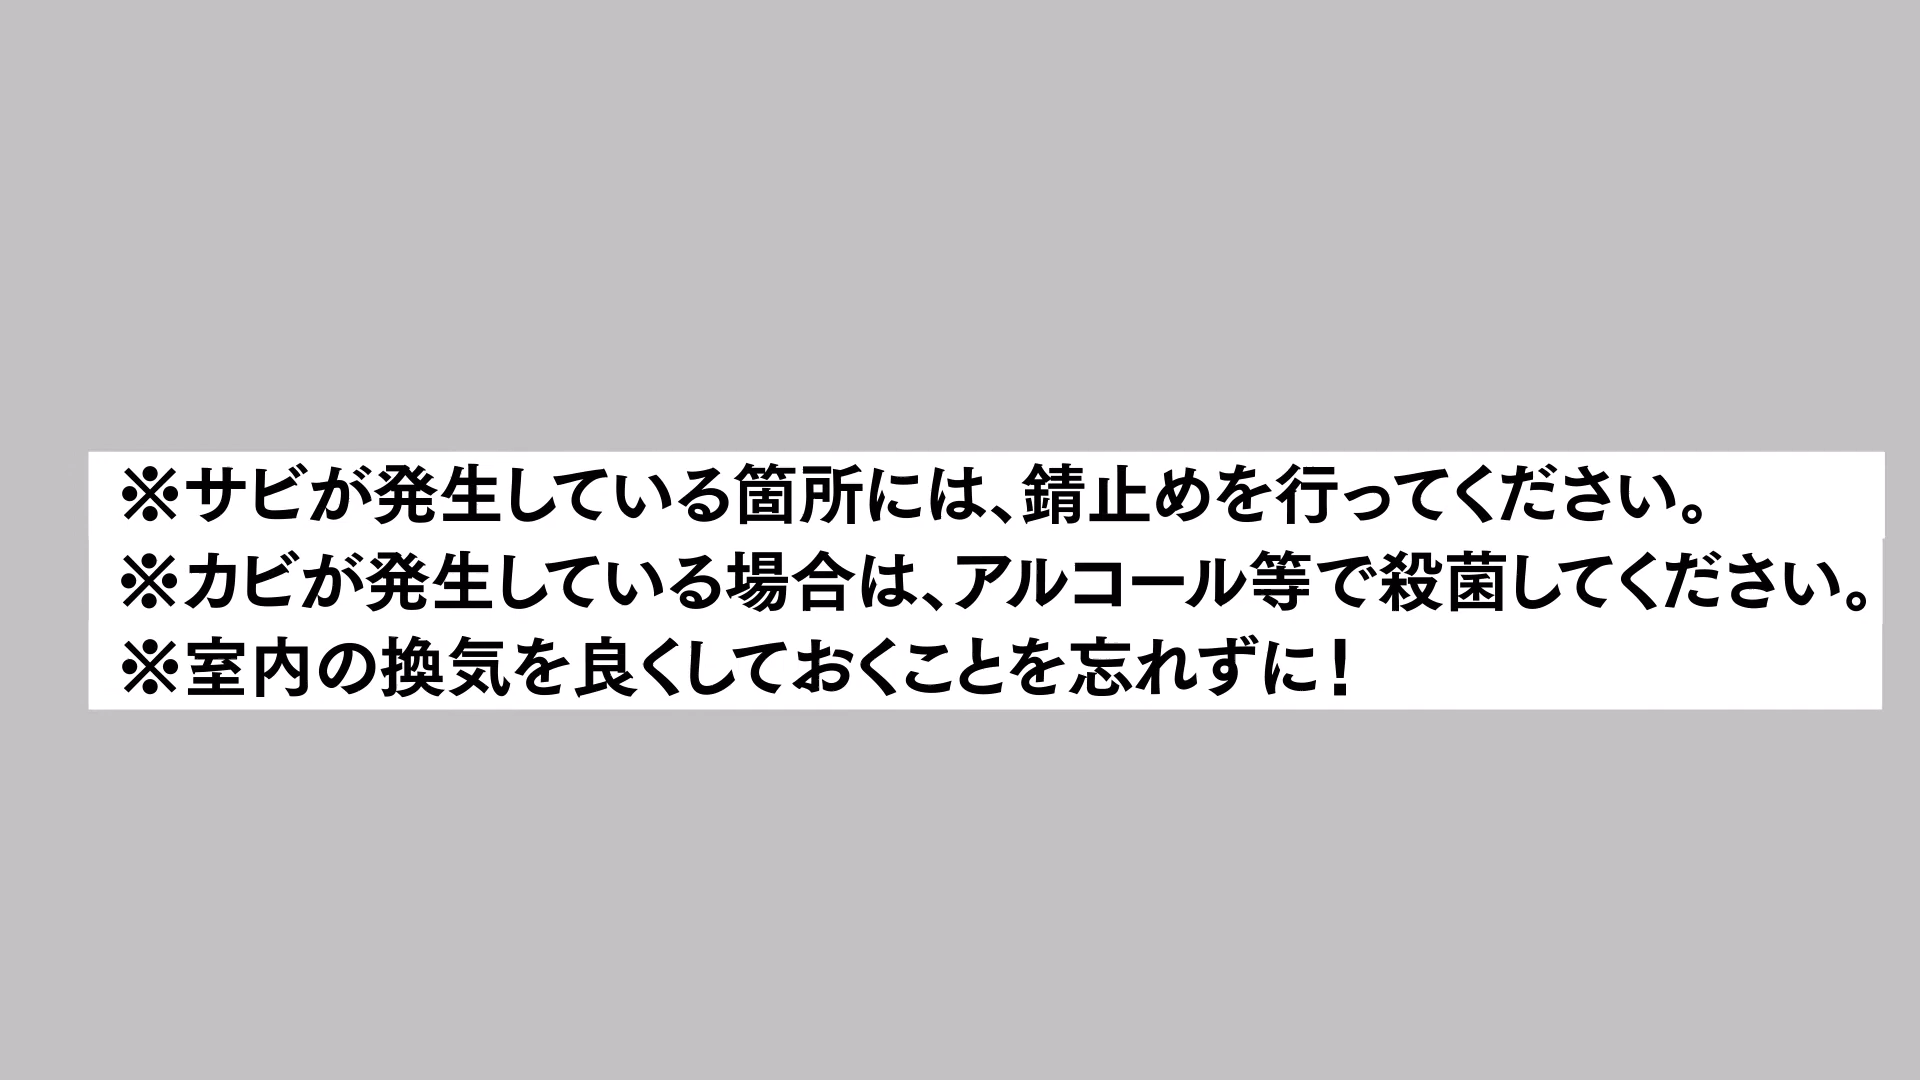 ※サビが発生している箇所には、錆止めを行ってください。
※カビが発生している場合は、アルコール等で殺菌してください。
※室内の換気を良くしておくことを忘れずに！